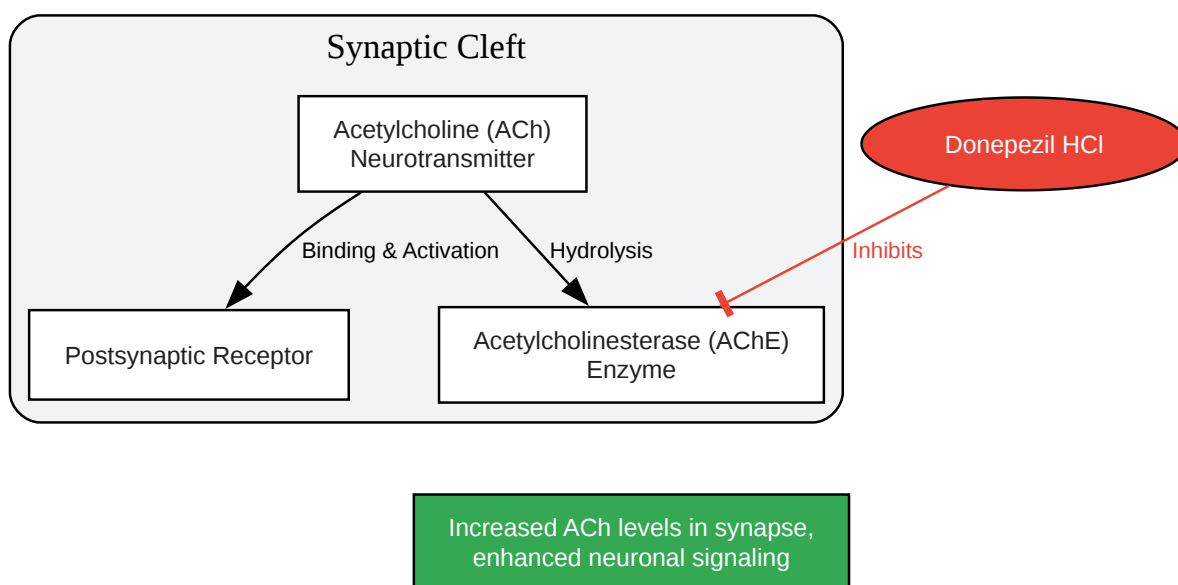 Synaptic Cleft
Acetylcholine (ACh)
Neurotransmitter
Donepezil HCl
Binding & Activation
Hydrolysis
Inhibits
Postsynaptic Receptor
Acetylcholinesterase (AChE)
Enzyme
Increased ACh levels in synapse,
enhanced neuronal signaling